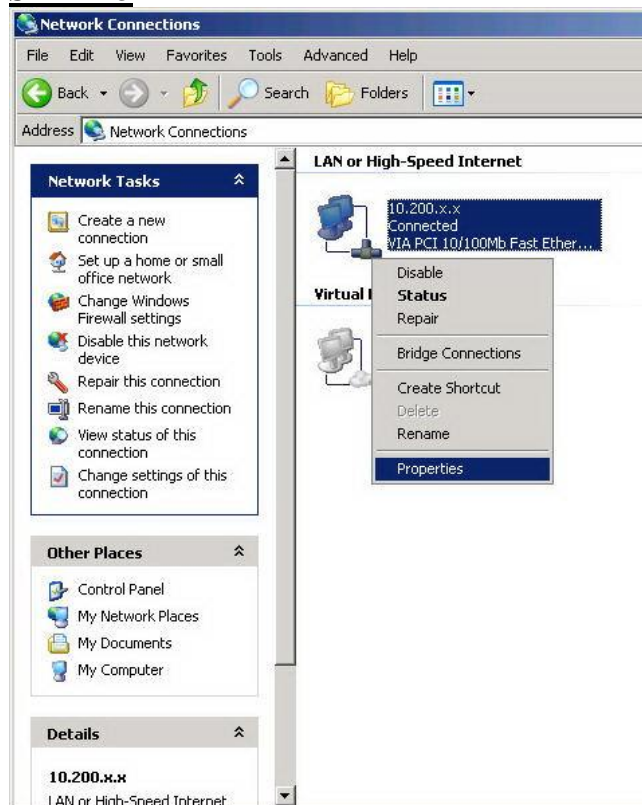 Network Connections
File Edit View Favorites Tools Advanced Help
Back Search Folders
Address Network Connections
Network Tasks
Create a new
connection
Set up a home or small
office network
Change Windows
Firewall settings
Disable this network
device
Repair this connection
Rename this connection
View status of this
connection
Change settings of this
connection
Other Places
Control Panel
My Network Places
My Documents
My Computer
Details
10.200.x.x
LAN or High-Speed Internet
LAN or High-Speed Internet
10.200.x.x
Connected
VIA PCI 10/100Mb Fast Ether...
Virtual
Disable
Status
Repair
Bridge Connections
Create Shortcut
Delete
Rename
Properties